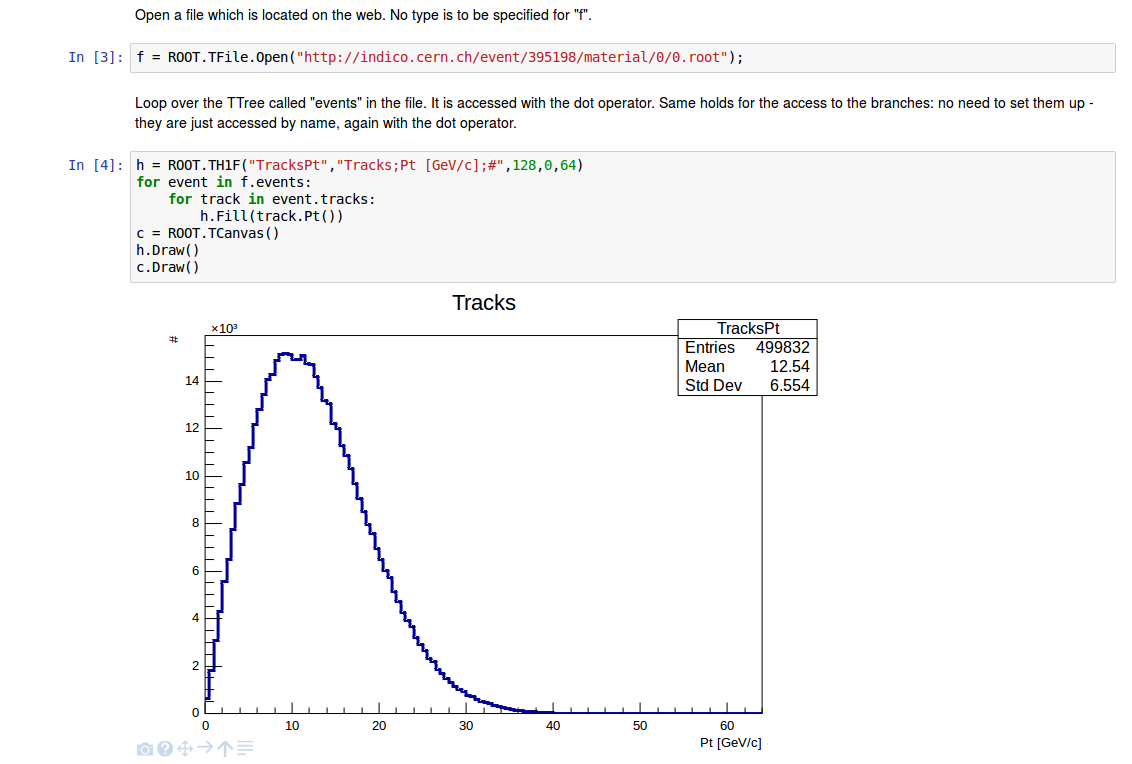 Open a file which is located on the web. No type is to be specified for "f".
In [3]: f = ROOT.TFile.Open("http://indico.cern.ch/event/395198/material/0/0.root");
Loop over the TTree called "events" in the file. It is accessed with the dot operator. Same holds for the access to the branches: no need to set them up -
they are just accessed by name, again with the dot operator.
In [4]: h = ROOT.TH1F("TracksPt","Tracks;Pt [GeV/c];#",128,0,64)
for event in f.events:
    for track in event.tracks:
        h.Fill(track.Pt())
c = ROOT.TCanvas()
h.Draw()
c.Draw()
Tracks
#
×10³
TracksPt
Entries 499832
Mean 12.54
Std Dev 6.554
14
12
10
8
6
4
2
0
0 10 20 30 40 50 60
Pt [GeV/c]